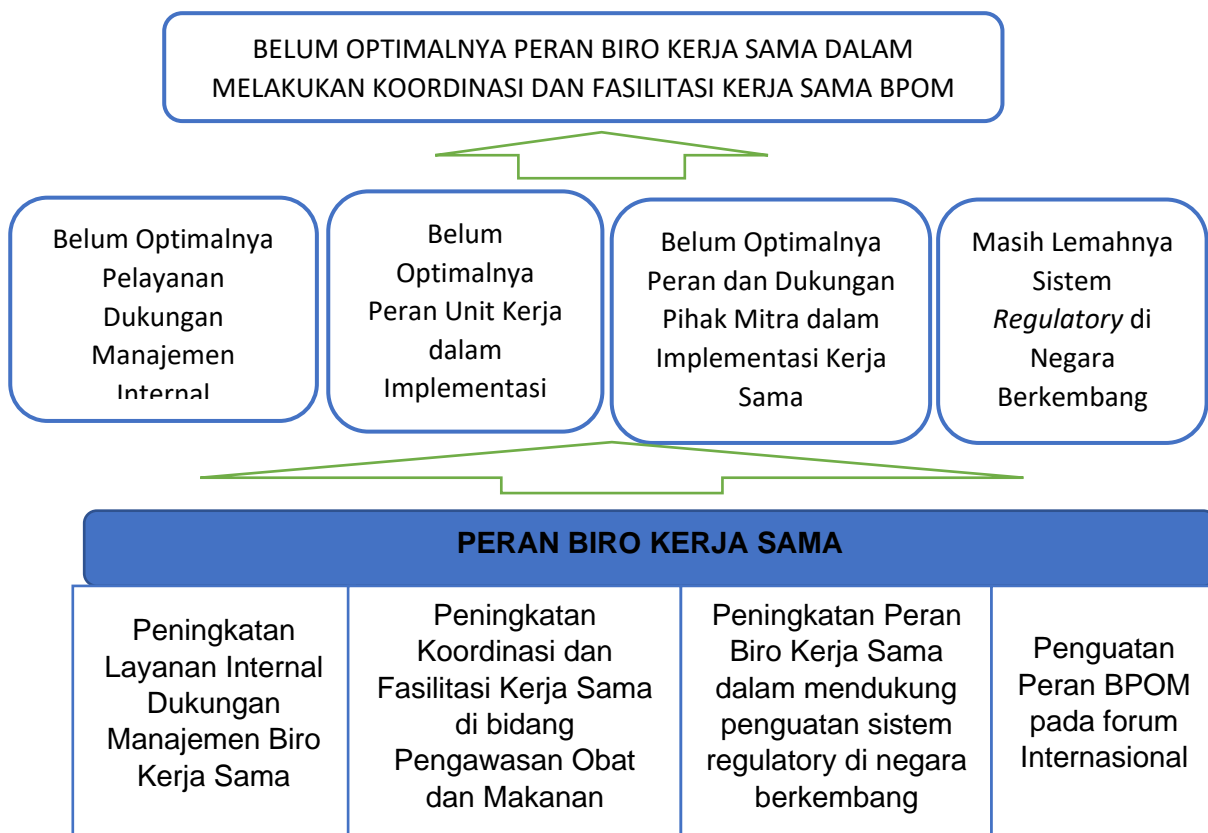 BELUM OPTIMALNYA PERAN BIRO KERJA SAMA DALAM
MELAKUKAN KOORDINASI DAN FASILITASI KERJA SAMA BPOM
Belum Optimalnya
Pelayanan
Dukungan
Manajemen
Internal
Belum
Optimalnya
Peran Unit Kerja
dalam
Implementasi
Belum Optimalnya
Peran dan Dukungan
Pihak Mitra dalam
Implementasi Kerja
Sama
Masih Lemahnya
Sistem
Regulatory di
Negara
Berkembang
PERAN BIRO KERJA SAMA
Peningkatan
Layanan Internal
Dukungan
Manajemen Biro
Kerja Sama
Peningkatan
Koordinasi dan
Fasilitasi Kerja Sama
di bidang
Pengawasan Obat
dan Makanan
Peningkatan Peran
Biro Kerja Sama
dalam mendukung
penguatan sistem
regulatory di negara
berkembang
Penguatan
Peran BPOM
pada forum
Internasional